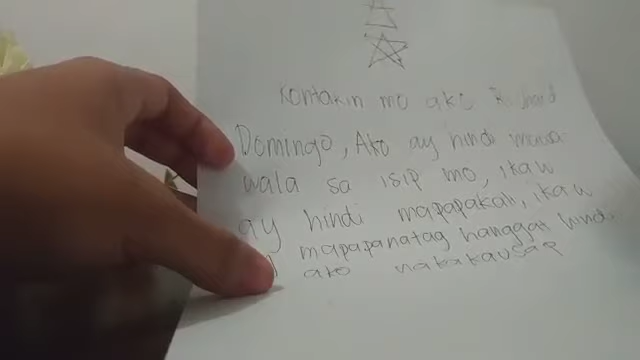 Kontakin mo ako Richard
Domingo, Ako ay hindi mawa-
wala sa isip mo, ikaw
ay hindi mapapakali, ikaw
mapapanatag hanggat hindi
ako nakakausap